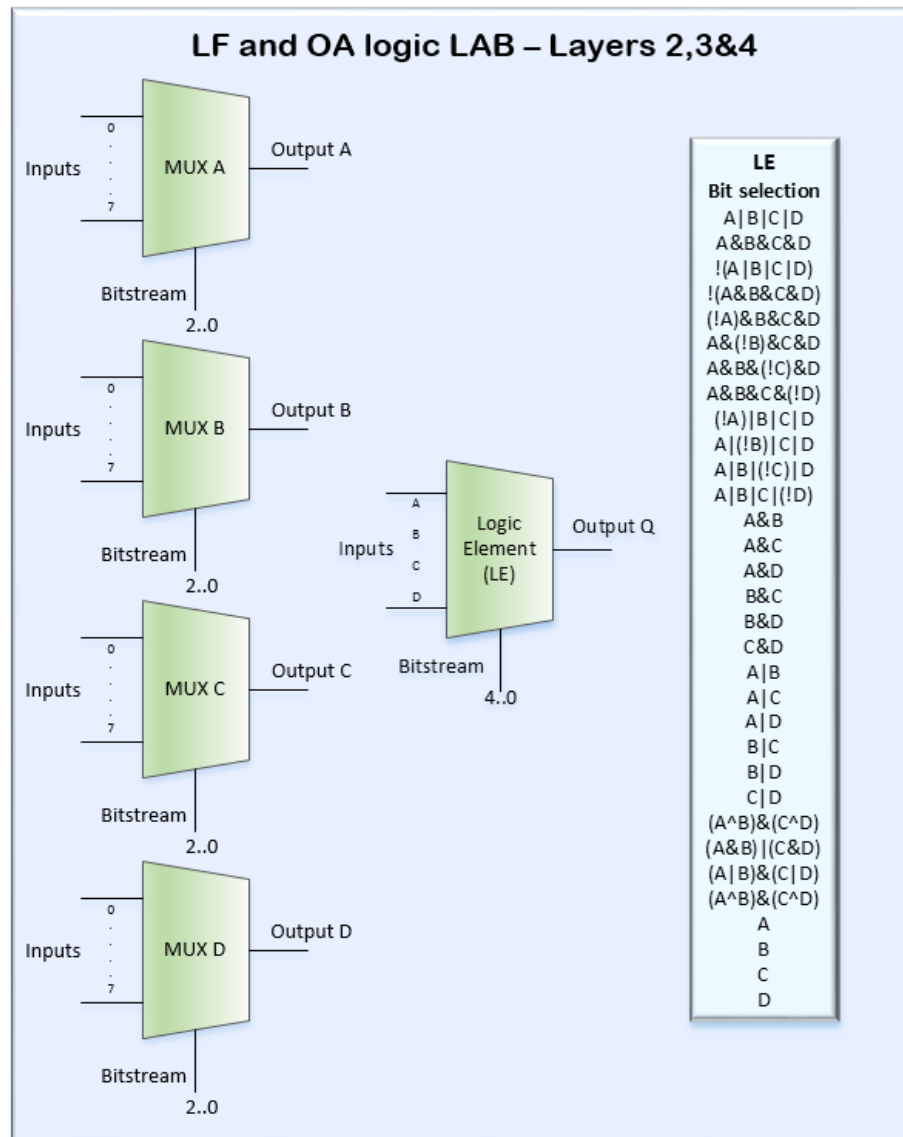 LF and OA logic LAB – Layers 2,3&4
Inputs
0
.
.
.
.
7
MUX A
Output A
Bitstream
2..0
Inputs
0
.
.
.
.
7
MUX B
Output B
Bitstream
2..0
Inputs
0
.
.
.
.
7
MUX C
Output C
Bitstream
2..0
Inputs
0
.
.
.
.
7
MUX D
Output D
Bitstream
2..0
Inputs
A
B
C
D
Logic
Element
(LE)
Output Q
Bitstream
4..0
LE
Bit selection
A|B|C|D
A&B&C&D
!(A|B|C|D)
!(A&B&C&D)
(!A)&B&C&D
A&(!B)&C&D
A&B&(!C)&D
A&B&C&(!D)
(!A)|B|C|D
A|(!B)|C|D
A|B|(!C)|D
A|B|C|(!D)
A&B
A&C
A&D
B&C
B&D
C&D
A|B
A|C
A|D
B|C
B|D
C|D
(A^B)&(C^D)
(A&B)|(C&D)
(A|B)&(C|D)
(A^B)&(C^D)
A
B
C
D